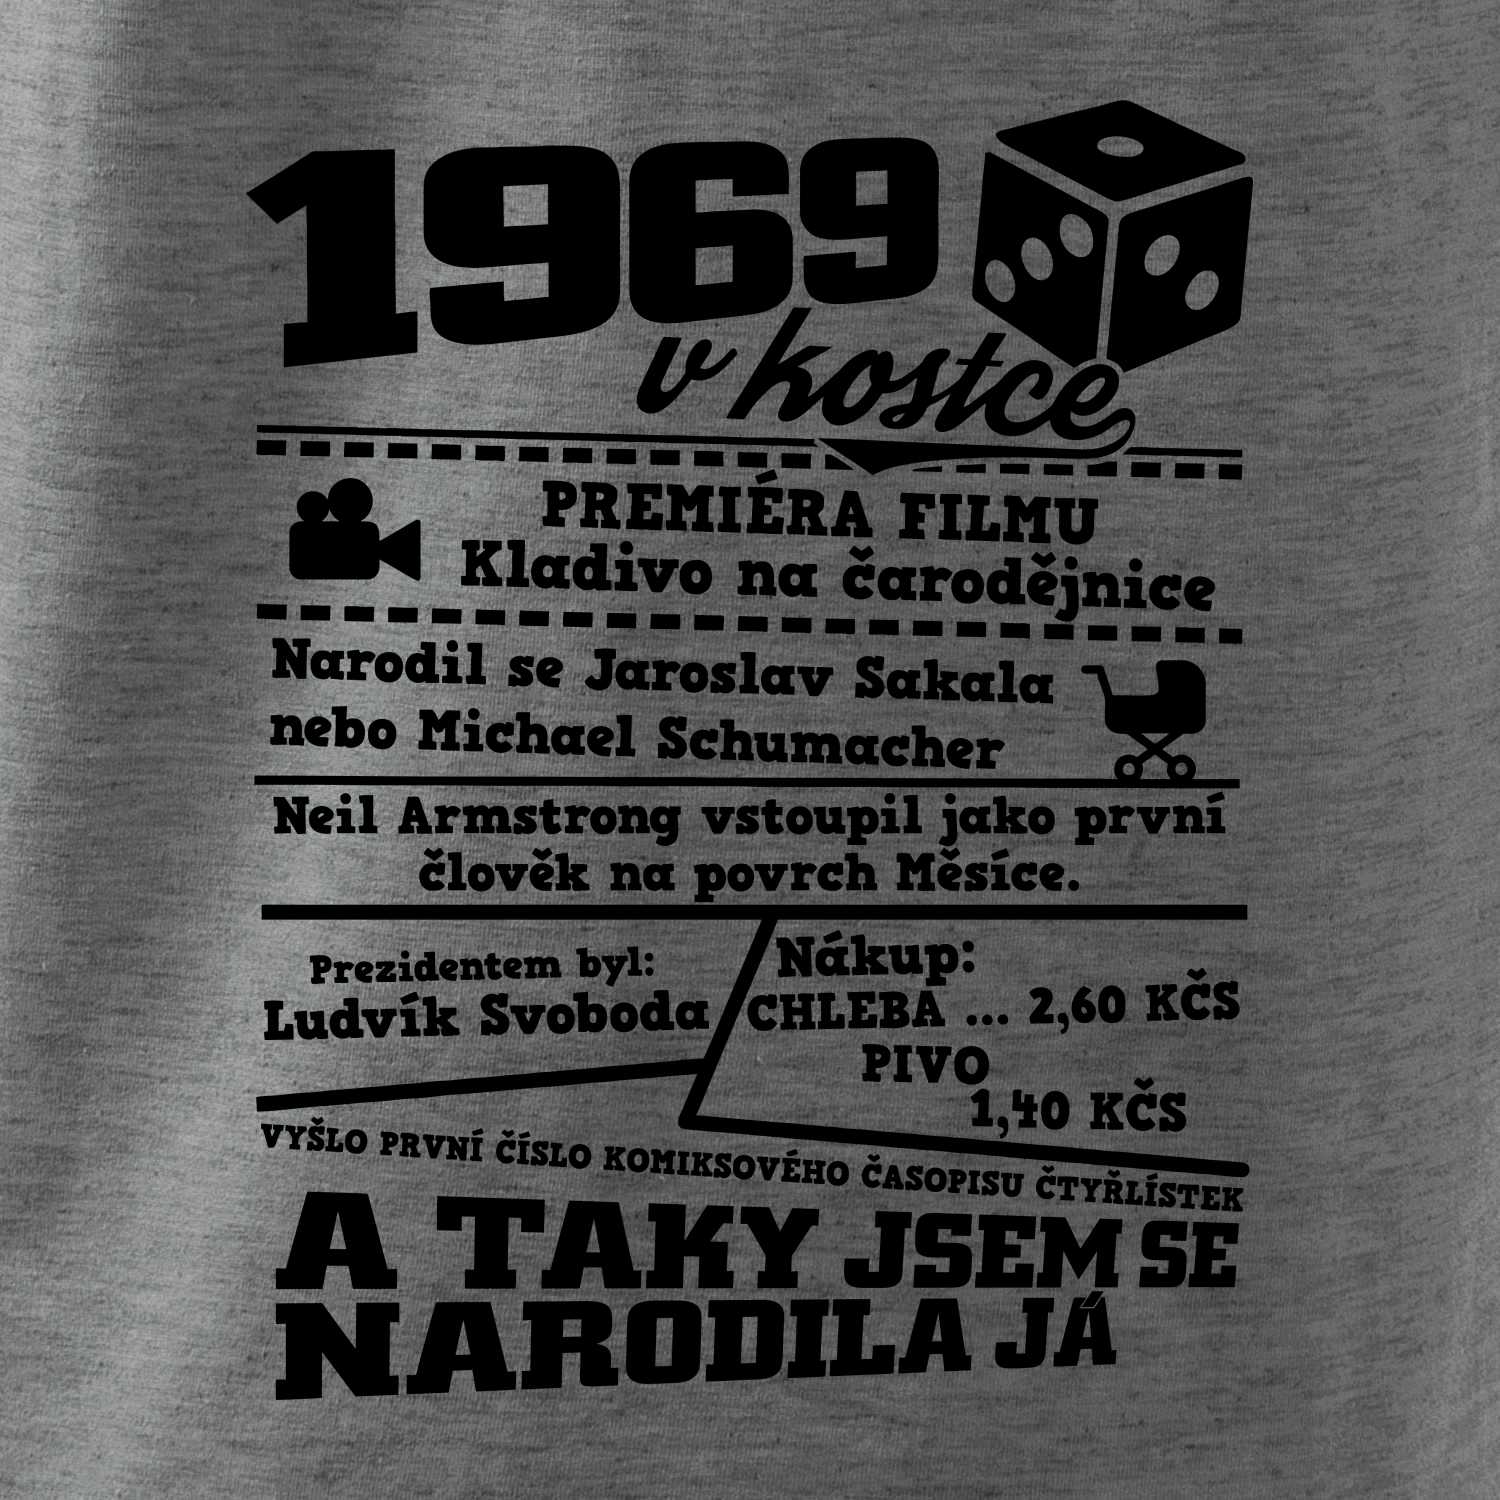 1969
v kostce
PREMIÉRA FILMU
Kladivo na čarodějnice
Narodil se Jaroslav Sakala
nebo Michael Schumacher
Neil Armstrong vstoupil jako první
člověk na povrch Měsíce.
Prezidentem byl:
Ludvík Svoboda
Nákup:
CHLEBA ... 2,60 KČS
PIVO
1,40 KČS
VYŠLO PRVNÍ ČÍSLO KOMIKSOVÉHO ČASOPISU ČTYŘLÍSTEK
A TAKY JSEM SE
NARODILA JÁ